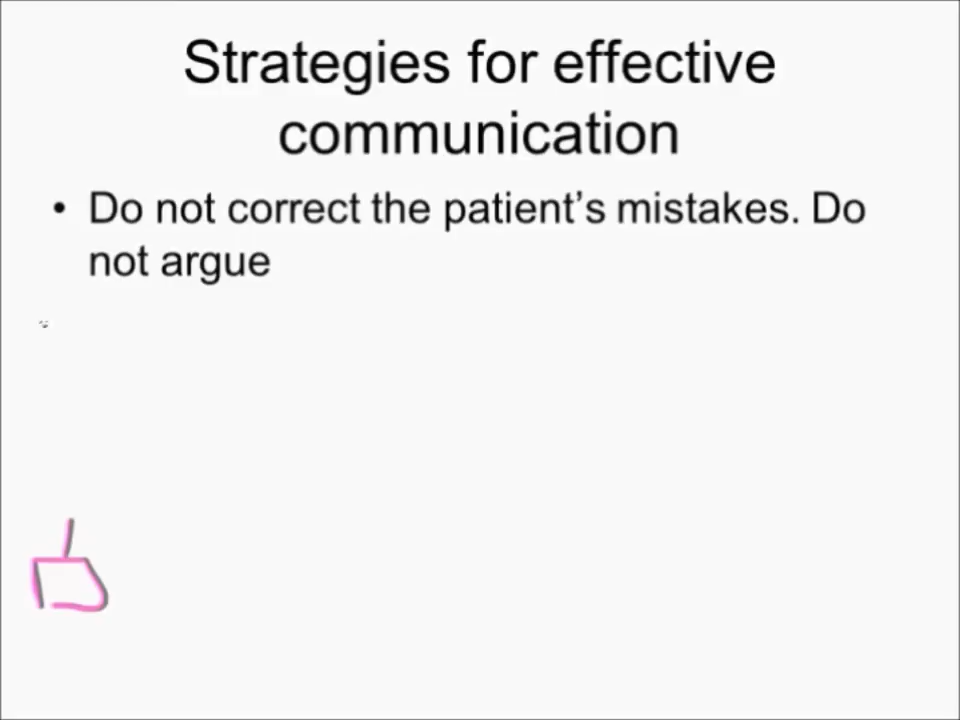 Strategies for effective
communication
• Do not correct the patient's mistakes. Do
not argue